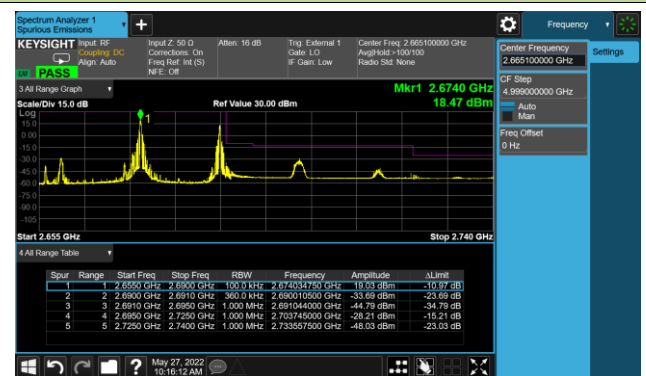 Spectrum Analyzer 1
Spurious Emissions
+
Frequency
KEYSIGHT
Input: RF
Coupling: DC
Align: Auto
Input Z: 50 Ω
Corrections: On
Freq Ref: Int (S)
NFE: Off
Atten: 16 dB
Trig: External 1
Gate: LO
IF Gain: Low
Center Freq: 2.665100000 GHz
Avg|Hold:>100/100
Radio Std: None
PASS
Center Frequency
2.665100000 GHz
Settings
CF Step
4.999000000 GHz
Auto
Man
Freq Offset
0 Hz
3 All Range Graph
Mkr1 2.6740 GHz
Scale/Div 15.0 dB
Ref Value 30.00 dBm
18.47 dBm
Log
1
15.0
0.00
-15.0
-30.0
-45.0
-60.0
-75.0
-90.0
-105
Start 2.655 GHz
Stop 2.740 GHz
4 All Range Table
Spur Range Start Freq Stop Freq RBW Frequency Amplitude ΔLimit
1 1 2.6550 GHz 2.6900 GHz 100.0 kHz 2.674034750 GHz 19.03 dBm -10.97 dB
2 2 2.6900 GHz 2.6910 GHz 360.0 kHz 2.690010500 GHz -33.69 dBm -23.69 dB
3 3 2.6910 GHz 2.6950 GHz 1.000 MHz 2.691044000 GHz -44.79 dBm -34.79 dB
4 4 2.6950 GHz 2.7250 GHz 1.000 MHz 2.703745000 GHz -28.21 dBm -15.21 dB
5 5 2.7250 GHz 2.7400 GHz 1.000 MHz 2.733557500 GHz -48.03 dBm -23.03 dB
?
May 27, 2022
10:16:12 AM